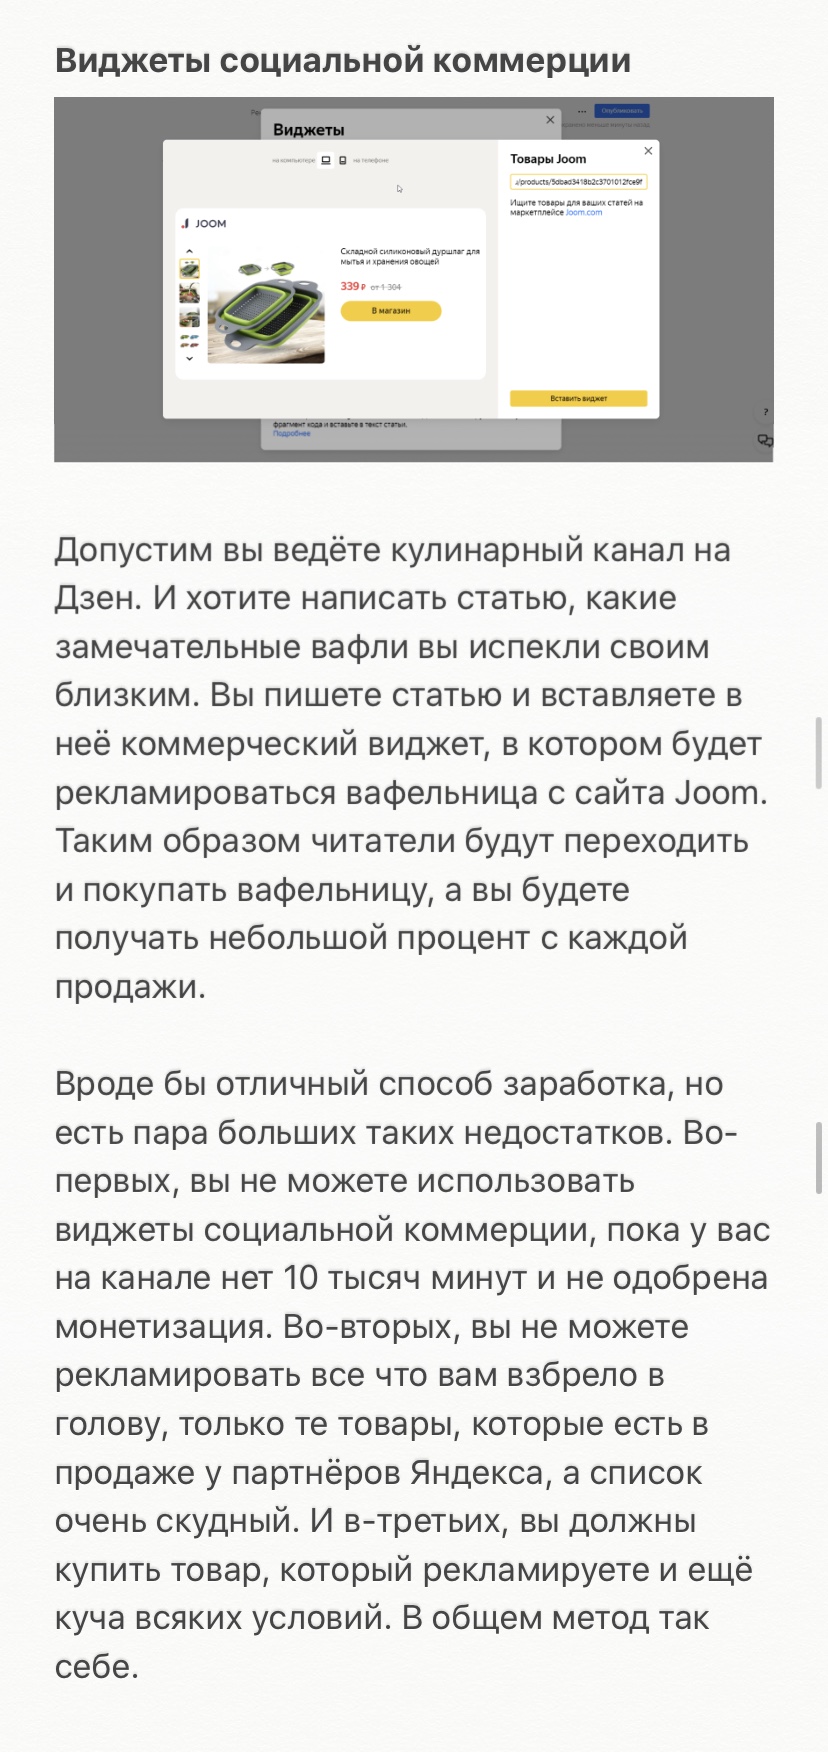 Виджеты социальной коммерции
Опубликовать
Виджеты
на компьютере
на телефоне
Товары Joom
/products/5dbad3418b2c3701012fce9f
Ищите товары для ваших статей на
маркетплейсе Joom.com
JOOM
Складной силиконовый дуршлаг для
мытья и хранения овощей
339 ₽ от 1 304
В магазин
Вставить виджет
фрагмент кода и вставьте в текст статьи.
Подробнее
?
Допустим вы ведёте кулинарный канал на
Дзен. И хотите написать статью, какие
замечательные вафли вы испекли своим
близким. Вы пишете статью и вставляете в
неё коммерческий виджет, в котором будет
рекламироваться вафельница с сайта Joom.
Таким образом читатели будут переходить
и покупать вафельницу, а вы будете
получать небольшой процент с каждой
продажи.
Вроде бы отличный способ заработка, но
есть пара больших таких недостатков. Во-
первых, вы не можете использовать
виджеты социальной коммерции, пока у вас
на канале нет 10 тысяч минут и не одобрена
монетизация. Во-вторых, вы не можете
рекламировать все что вам взбрело в
голову, только те товары, которые есть в
продаже у партнёров Яндекса, а список
очень скудный. И в-третьих, вы должны
купить товар, который рекламируете и ещё
куча всяких условий. В общем метод так
себе.